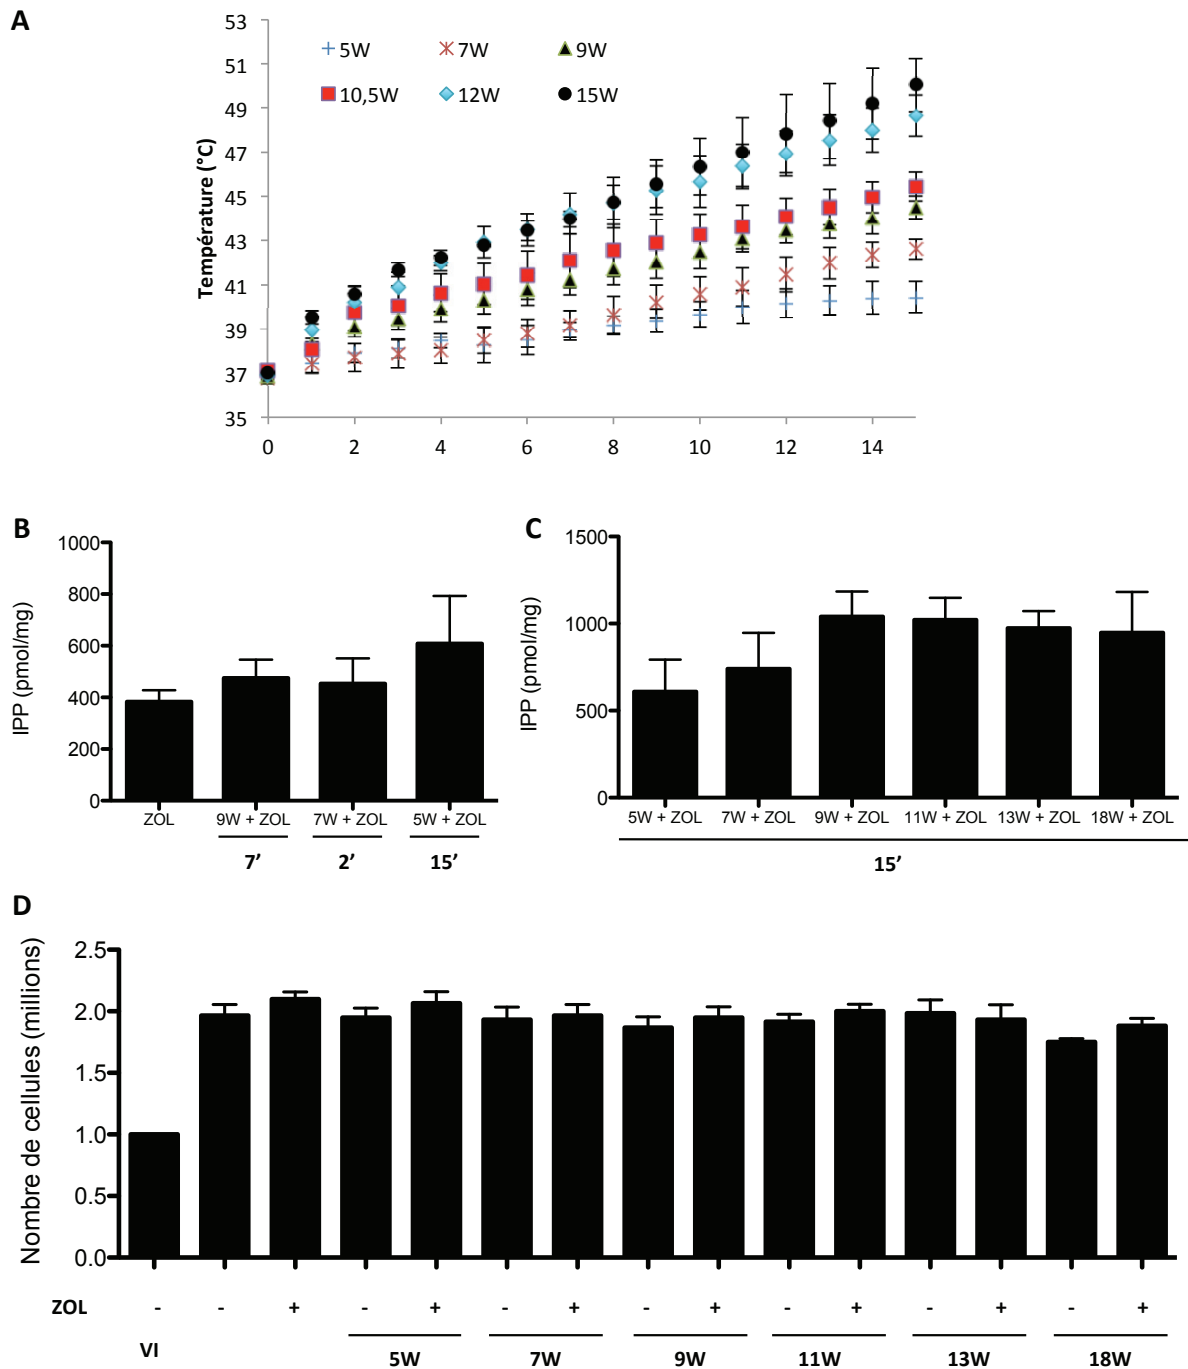 A
53
51
49
47
45
43
41
39
37
35
Température (°C)
5W 7W 9W
10,5W 12W 15W
0 2 4 6 8 10 12 14
B
1000
800
600
400
200
0
IPP (pmol/mg)
ZOL 9W + ZOL 7W + ZOL 5W + ZOL
7’ 2’ 15’
C
1500
1000
500
0
IPP (pmol/mg)
5W + ZOL 7W + ZOL 9W + ZOL 11W + ZOL 13W + ZOL 18W + ZOL
15’
D
2.5
2.0
1.5
1.0
0.5
0.0
Nombre de cellules (millions)
ZOL - - + - + - + - + - + - + - +
VI 5W 7W 9W 11W 13W 18W